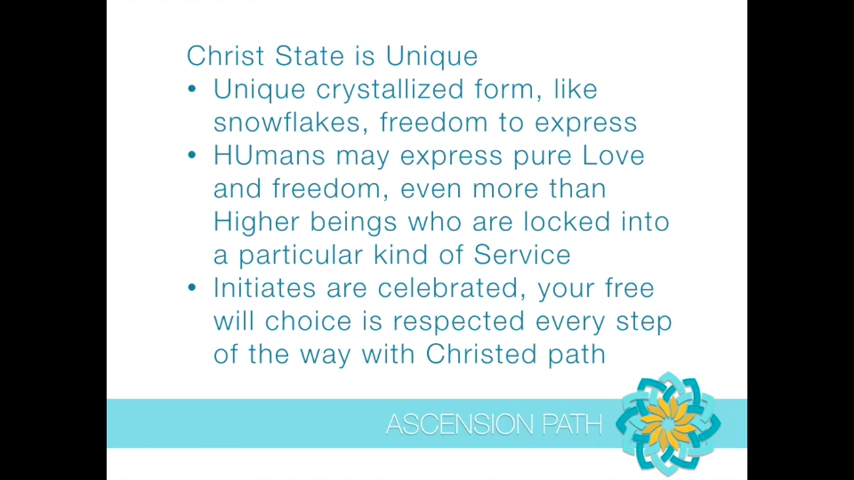 Christ State is Unique
• Unique crystallized form, like
snowflakes, freedom to express
• HUmans may express pure Love
and freedom, even more than
Higher beings who are locked into
a particular kind of Service
• Initiates are celebrated, your free
will choice is respected every step
of the way with Christed path
ASCENSION PATH